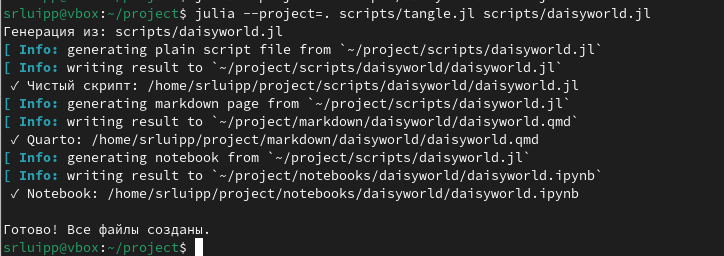 srluipp@vbox:~/project$ julia --project=. scripts/tangle.jl scripts/daisyworld.jl
Генерация из: scripts/daisyworld.jl
[ Info: generating plain script file from `~/project/scripts/daisyworld.jl`
[ Info: writing result to `~/project/scripts/daisyworld/daisyworld.jl`
 ✓ Чистый скрипт: /home/srluipp/project/scripts/daisyworld/daisyworld.jl
[ Info: generating markdown page from `~/project/scripts/daisyworld.jl`
[ Info: writing result to `~/project/markdown/daisyworld/daisyworld.qmd`
 ✓ Quarto: /home/srluipp/project/markdown/daisyworld/daisyworld.qmd
[ Info: generating notebook from `~/project/scripts/daisyworld.jl`
[ Info: writing result to `~/project/notebooks/daisyworld/daisyworld.ipynb`
 ✓ Notebook: /home/srluipp/project/notebooks/daisyworld/daisyworld.ipynb
Готово! Все файлы созданы.
srluipp@vbox:~/project$